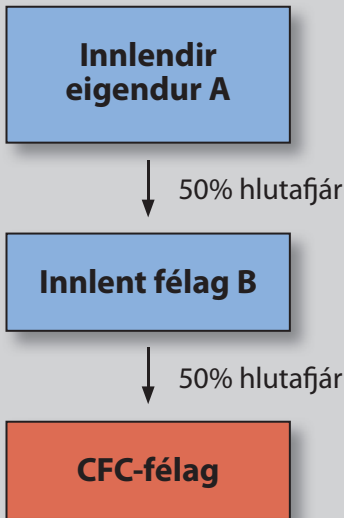 Innlendir
eigendur A
50% hlutafjár
Innlent félag B
50% hlutafjár
CFC-félag